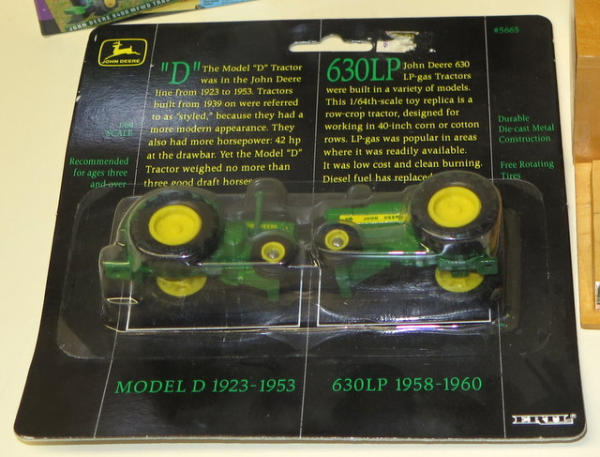 JOHN DEERE
#5665
"D" The Model "D" Tractor
was in the John Deere
line from 1923 to 1953. Tractors
built from 1939 on were referred
to as "styled," because they had a
more modern appearance. They
also had more horsepower: 42 hp
at the drawbar. Yet the Model "D"
Tractor weighed no more than
three good draft horses
630LP John Deere 630
LP-gas Tractors
were built in a variety of models.
This 1/64th-scale toy replica is a
row-crop tractor, designed for
working in 40-inch corn or cotton
rows. LP-gas was popular in areas
where it was readily available.
It was low cost and clean burning.
Diesel fuel has replaced
1/64
SCALE
Recommended
for ages three
and over
Durable
Die-cast Metal
Construction
Free Rotating
Tires
MODEL D 1923-1953
630LP 1958-1960
ERTL